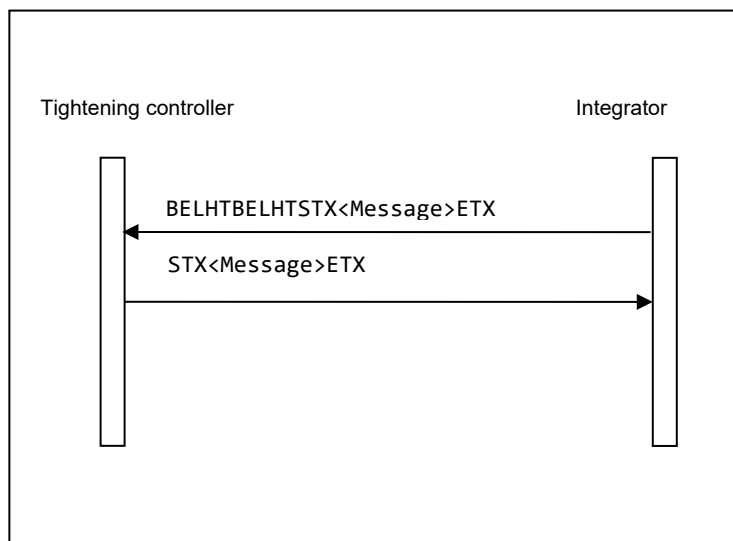 Tightening controller
Integrator
BELHTBELHTSTX<Message>ETX
STX<Message>ETX